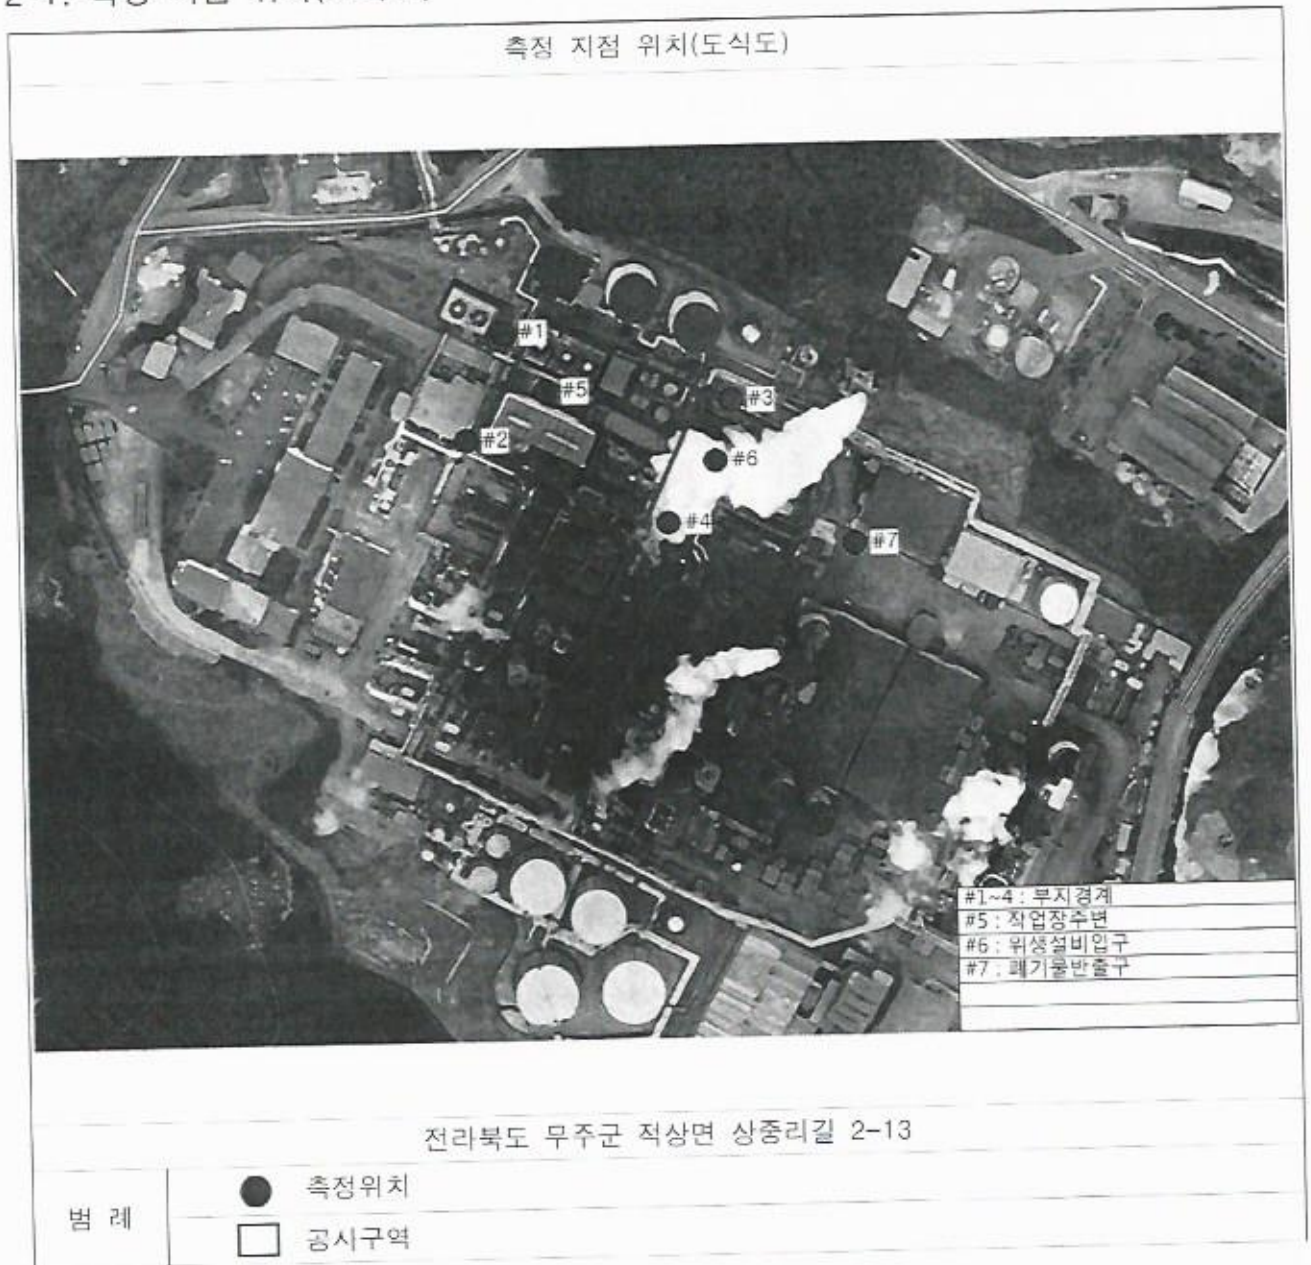 측정 지점 위치(도식도)
#1
#5
#3
#2
#6
#4
#7
#1~4 : 부지경계
#5 : 작업장주변
#6 : 위생설비입구
#7 : 폐기물반출구
전라북도 무주군 적상면 상중리길 2-13
범 례
측정위치
공사구역